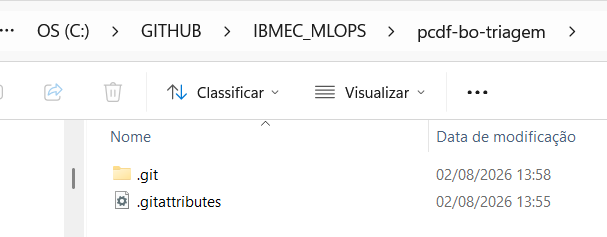 ··· OS (C:) > GITHUB > IBMEC_MLOPS > pcdf-bo-triagem >
Classificar Visualizar ···
Nome Data de modificação
.git 02/08/2026 13:58
.gitattributes 02/08/2026 13:55